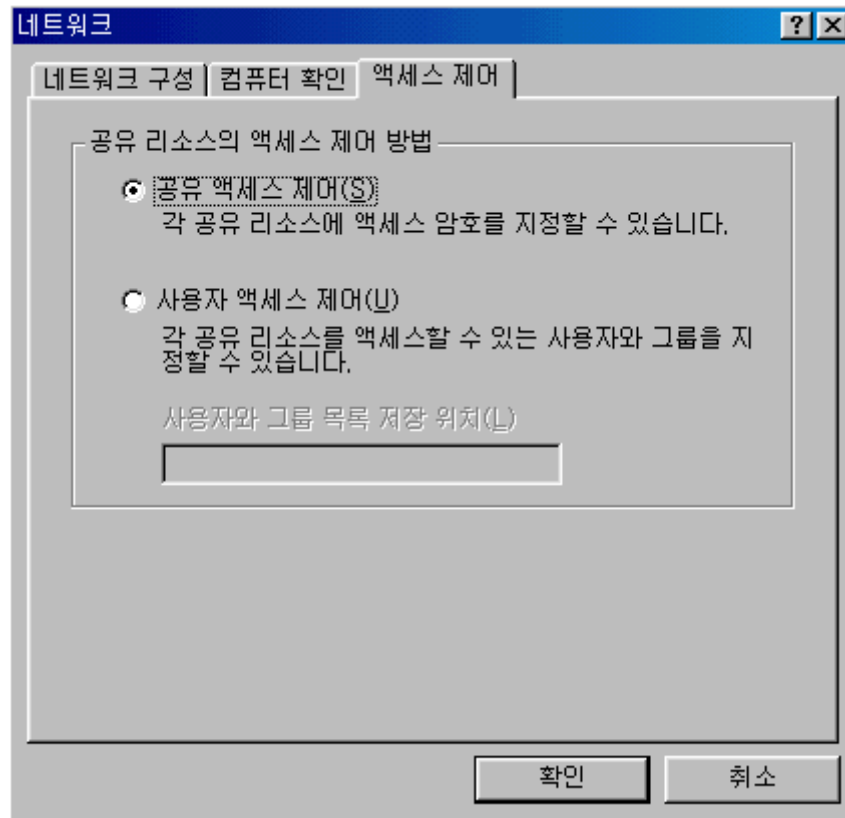 네트워크
네트워크 구성
컴퓨터 확인
액세스 제어
공유 리소스의 액세스 제어 방법
공유 액세스 제어(S)
각 공유 리소스에 액세스 암호를 지정할 수 있습니다.
사용자 액세스 제어(U)
각 공유 리소스를 액세스할 수 있는 사용자와 그룹을 지
정할 수 있습니다.
사용자와 그룹 목록 저장 위치(L)
확인
취소